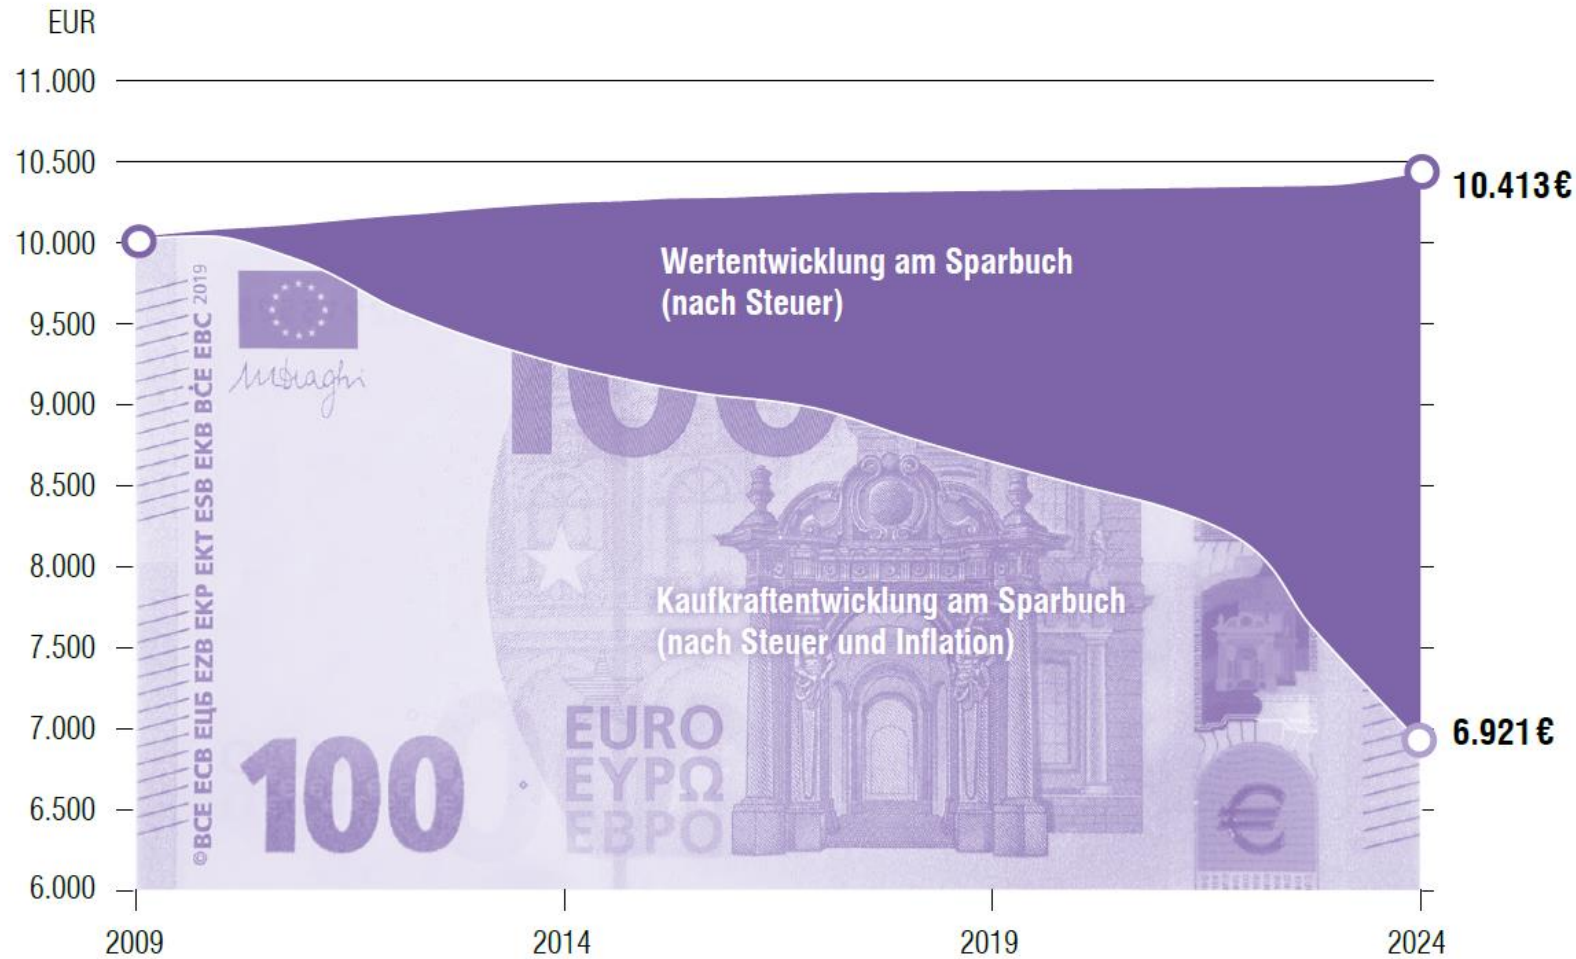 EUR
11.000
10.500
10.413 €
10.000
Wertentwicklung am Sparbuch
(nach Steuer)
9.500
9.000
8.500
8.000
Kaufkraftentwicklung am Sparbuch
(nach Steuer und Inflation)
7.500
7.000
6.921 €
6.500
6.000
2009
2014
2019
2024
©BCE ECB ЕЦБ EZB EKP EKT ESB EKB BĊE EBC 2019
MDraghi
100
100
EURO
ΕΥΡΩ
ЕВРО
€